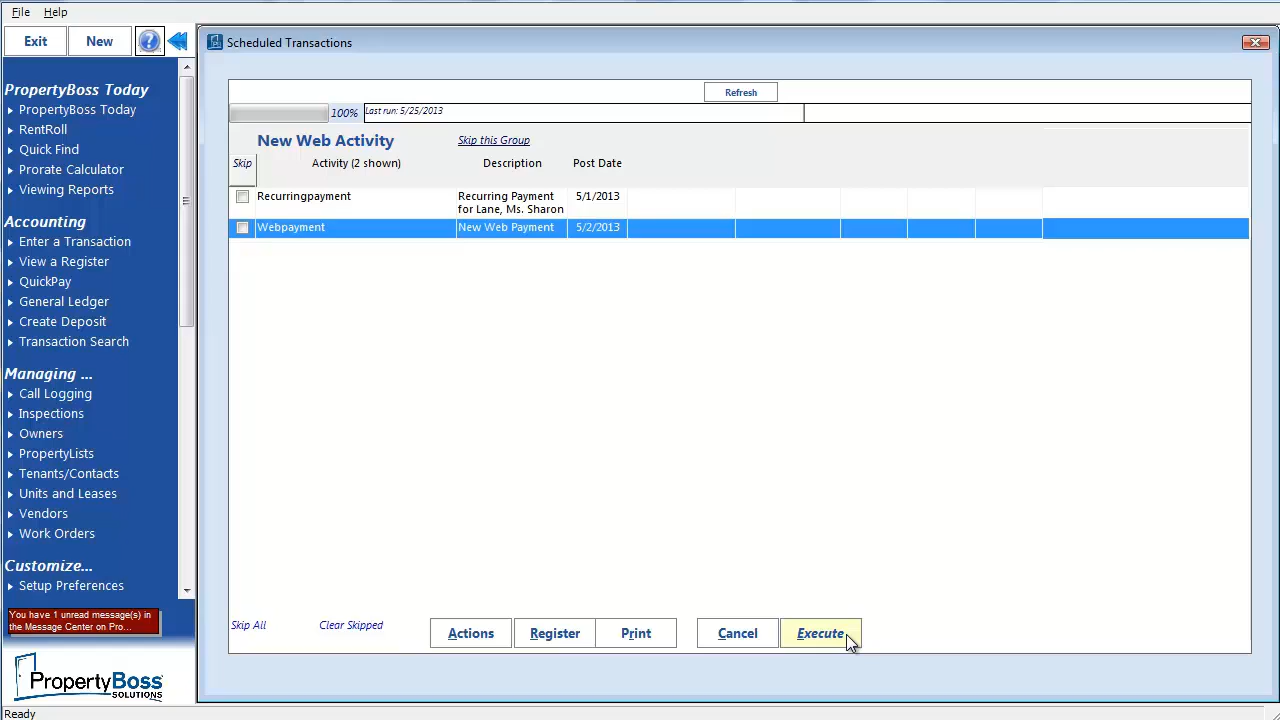 File Help
Exit New ?
Scheduled Transactions
PropertyBoss Today
PropertyBoss Today
RentRoll
Quick Find
Prorate Calculator
Viewing Reports
Accounting
Enter a Transaction
View a Register
QuickPay
General Ledger
Create Deposit
Transaction Search
Managing ...
Call Logging
Inspections
Owners
PropertyLists
Tenants/Contacts
Units and Leases
Vendors
Work Orders
Customize...
Setup Preferences
You have 1 unread message(s) in
the Message Center on Pro...
PropertyBoss
SOLUTIONS
Refresh
100% Last run: 5/25/2013
New Web Activity Skip this Group
Skip Activity (2 shown) Description Post Date
Recurringpayment Recurring Payment 5/1/2013
for Lane, Ms. Sharon
Webpayment New Web Payment 5/2/2013
Skip All Clear Skipped Actions Register Print Cancel Execute
Ready